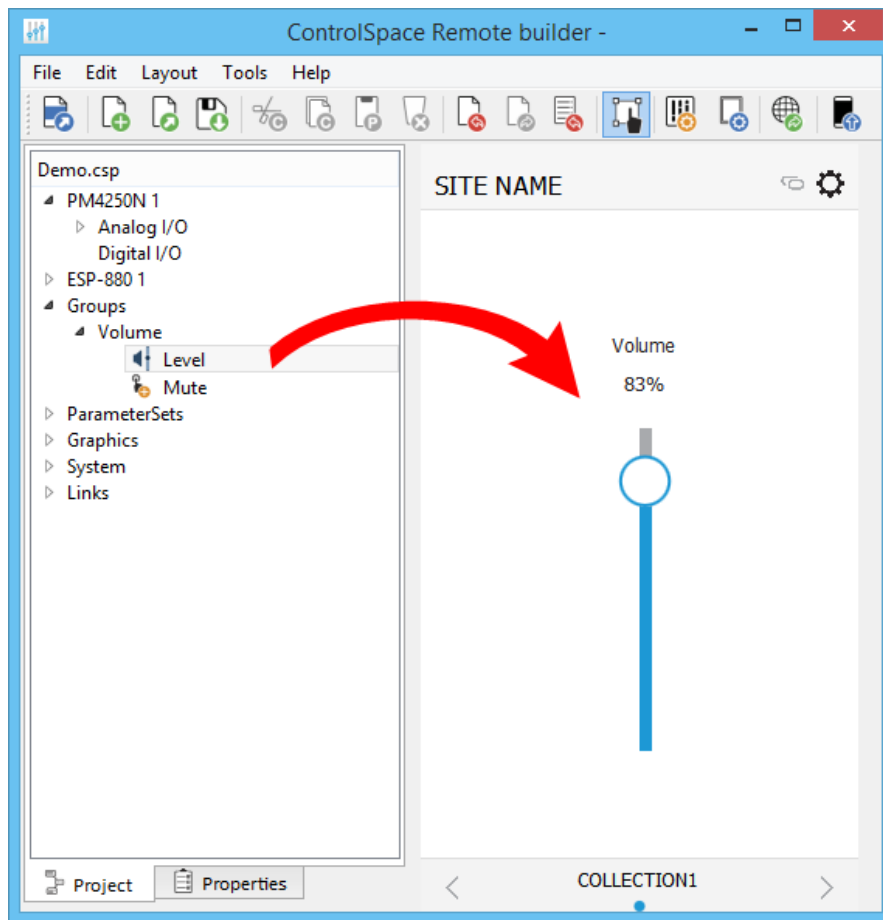 ControlSpace Remote builder -
File Edit Layout Tools Help
Demo.csp
PM4250N 1
Analog I/O
Digital I/O
ESP-880 1
Groups
Volume
Level
Mute
ParameterSets
Graphics
System
Links
Project Properties
SITE NAME
Volume
83%
COLLECTION1